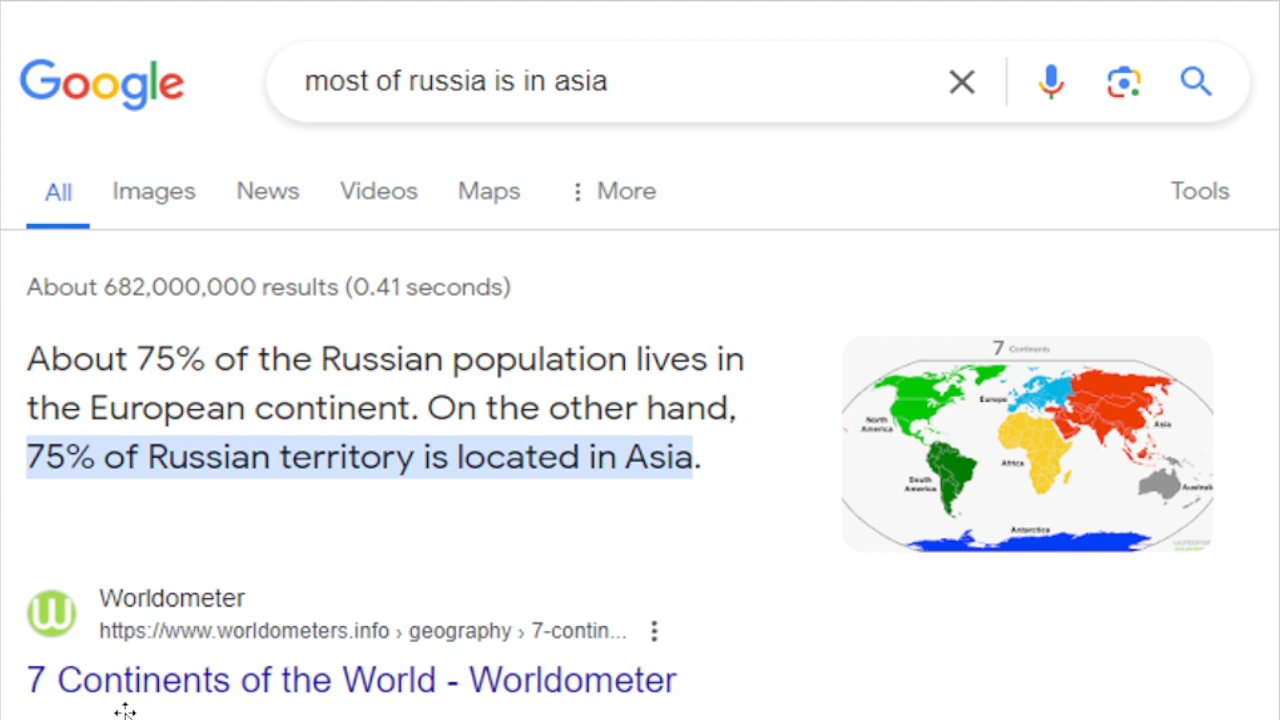 Google
most of russia is in asia
All Images News Videos Maps More Tools
About 682,000,000 results (0.41 seconds)
About 75% of the Russian population lives in
the European continent. On the other hand,
75% of Russian territory is located in Asia.
7 Continents
North
America
Europe
Asia
Africa
South
America
Antarctica
Worldometer
https://www.worldometers.info › geography › 7-contin...
7 Continents of the World - Worldometer